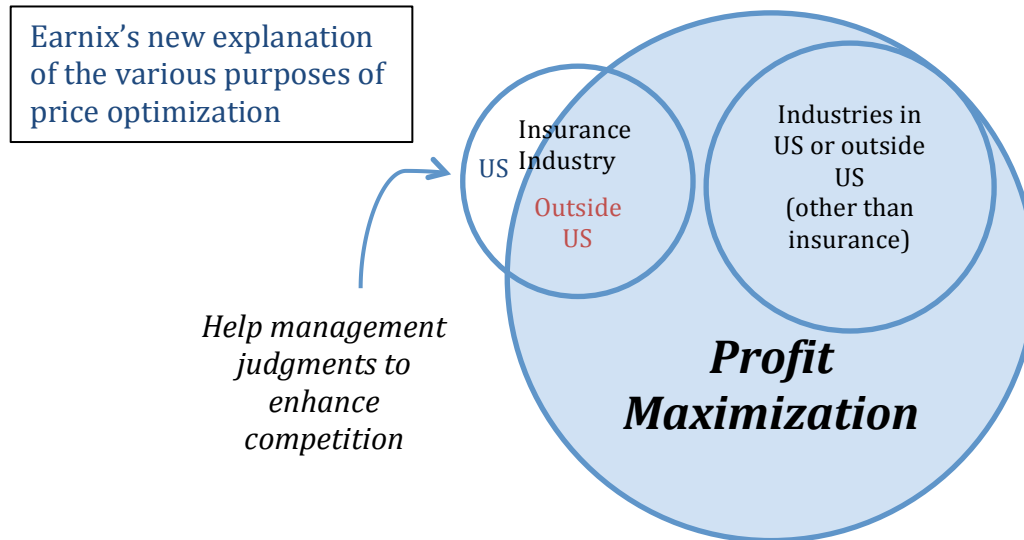 Earnix’s new explanation
of the various purposes of
price optimization
Insurance
US Industry
Outside
US
Industries in
US or outside
US
(other than
insurance)
Help management
judgments to
enhance
competition
Profit
Maximization